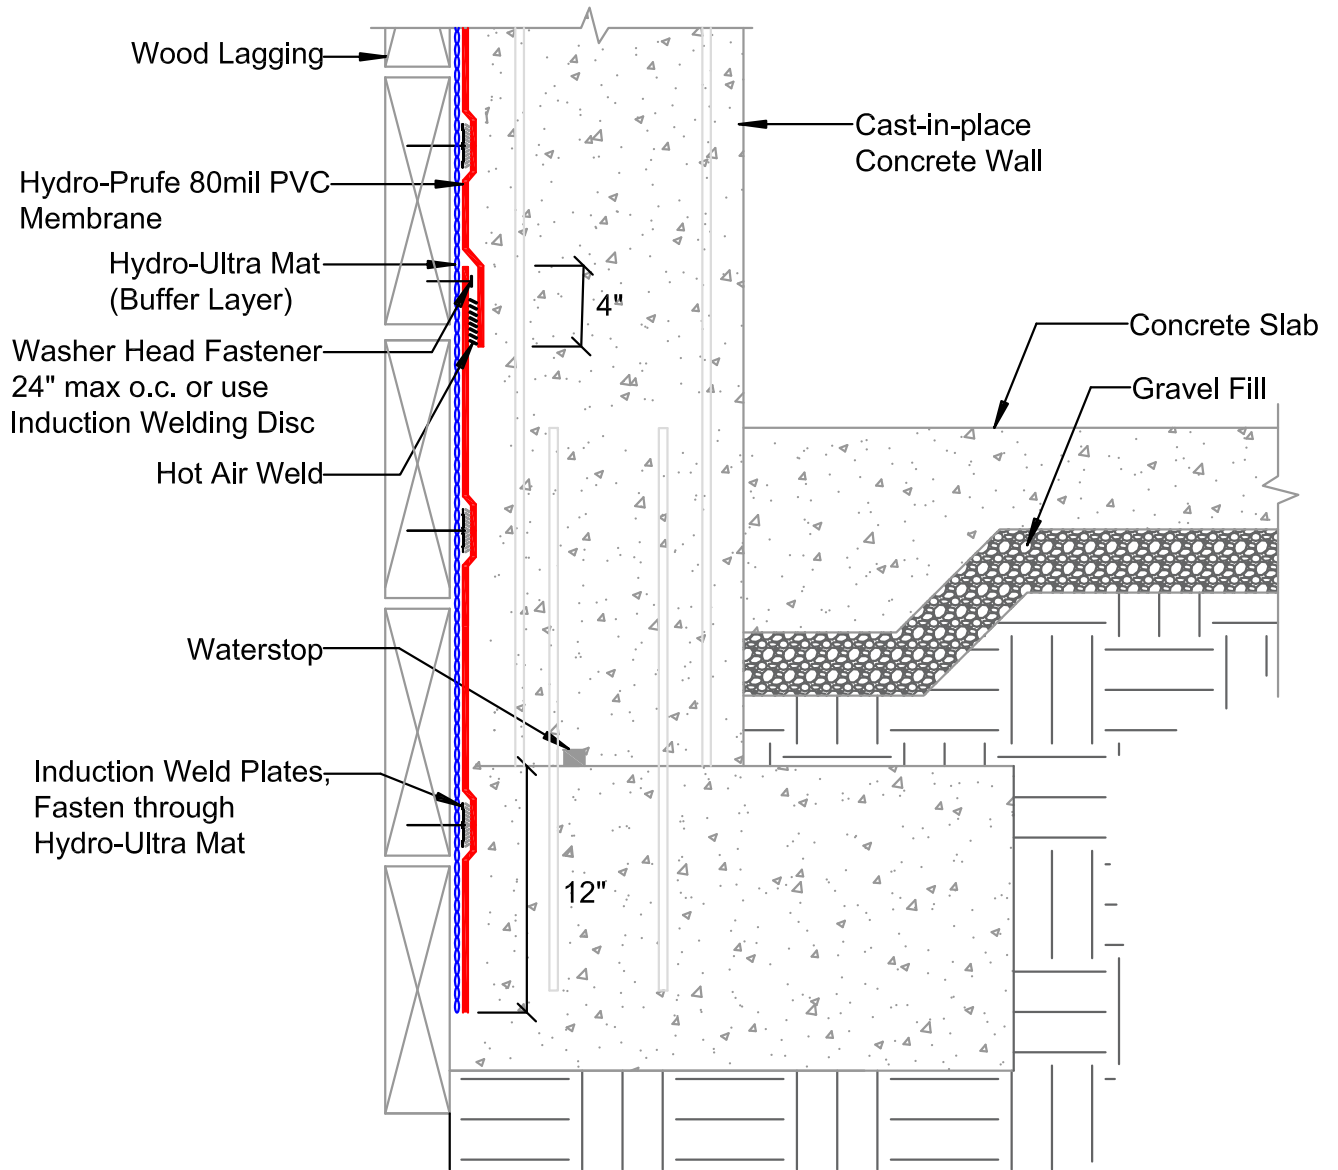 Wood Lagging
Cast-in-place
Concrete Wall
Hydro-Prufe 80mil PVC
Membrane
Hydro-Ultra Mat
(Buffer Layer)
4"
Washer Head Fastener
24" max o.c. or use
Induction Welding Disc
Concrete Slab
Gravel Fill
Hot Air Weld
Waterstop
Induction Weld Plates,
Fasten through
Hydro-Ultra Mat
12"